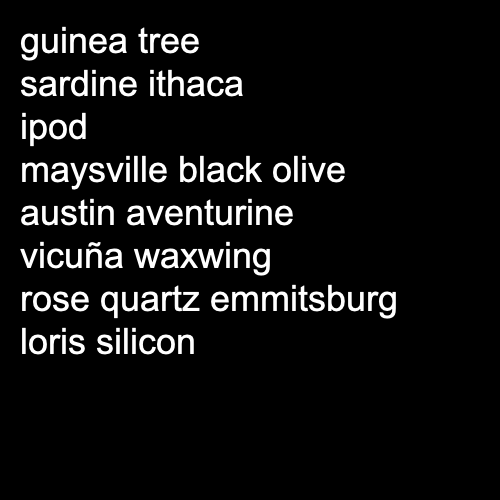 guinea tree
sardine ithaca
ipod
maysville black olive
austin aventurine
vicuña waxwing
rose quartz emmitsburg
loris silicon